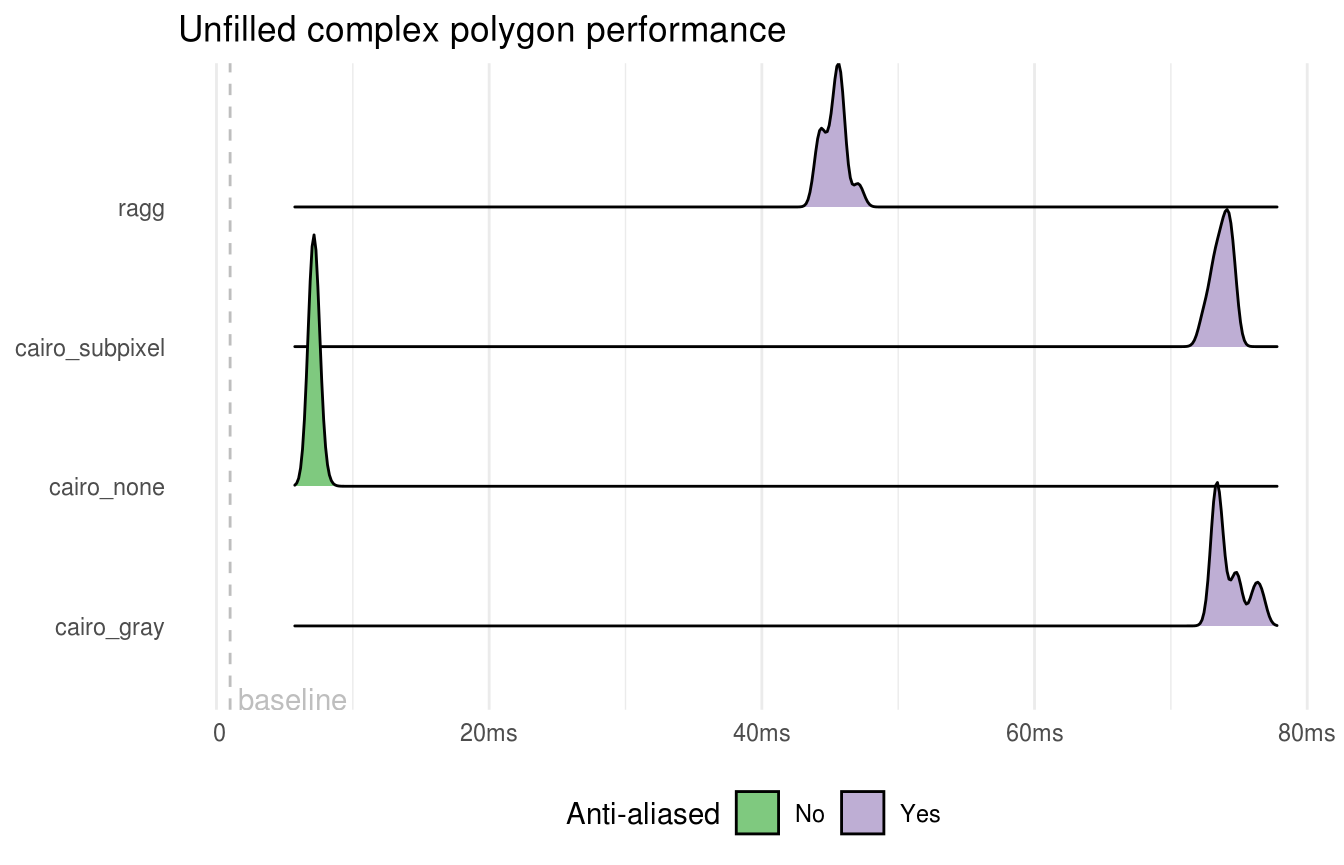 Unfilled complex polygon performance
ragg
cairo_subpixel
cairo_none
cairo_gray
baseline
0 20ms 40ms 60ms 80ms
Anti-aliased No Yes